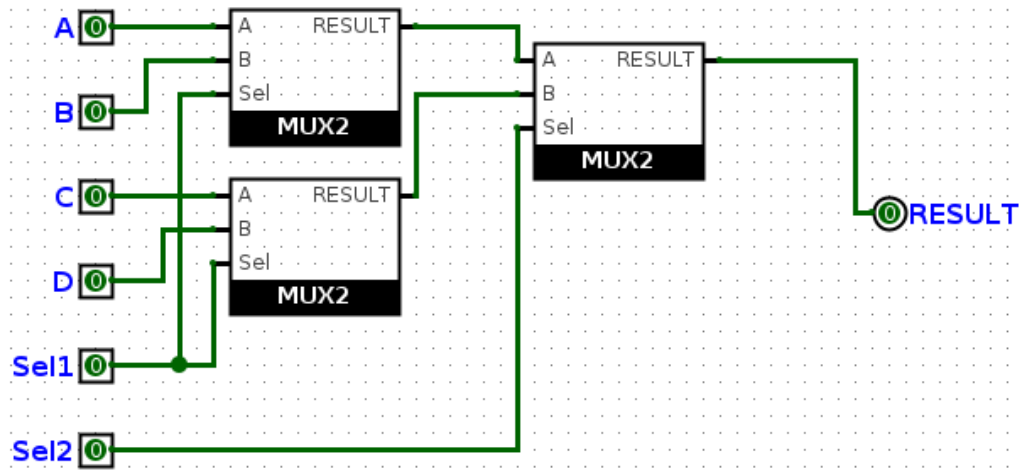 A 0 A RESULT
B
Sel
MUX2
B 0
A RESULT
B
Sel
MUX2
C 0 A RESULT
B
Sel
MUX2
D 0
0 RESULT
Sel1 0
Sel2 0